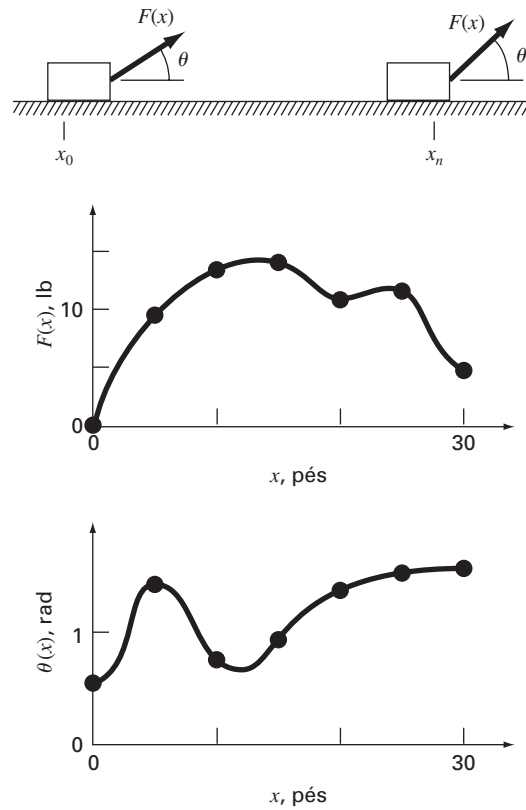 F(x)
F(x)
θ
θ
x₀
xₙ
F(x), lb
10
0
0
30
x, pés
θ(x), rad
1
0
0
30
x, pés